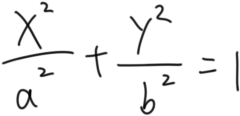 x²/a² + y²/b² = 1